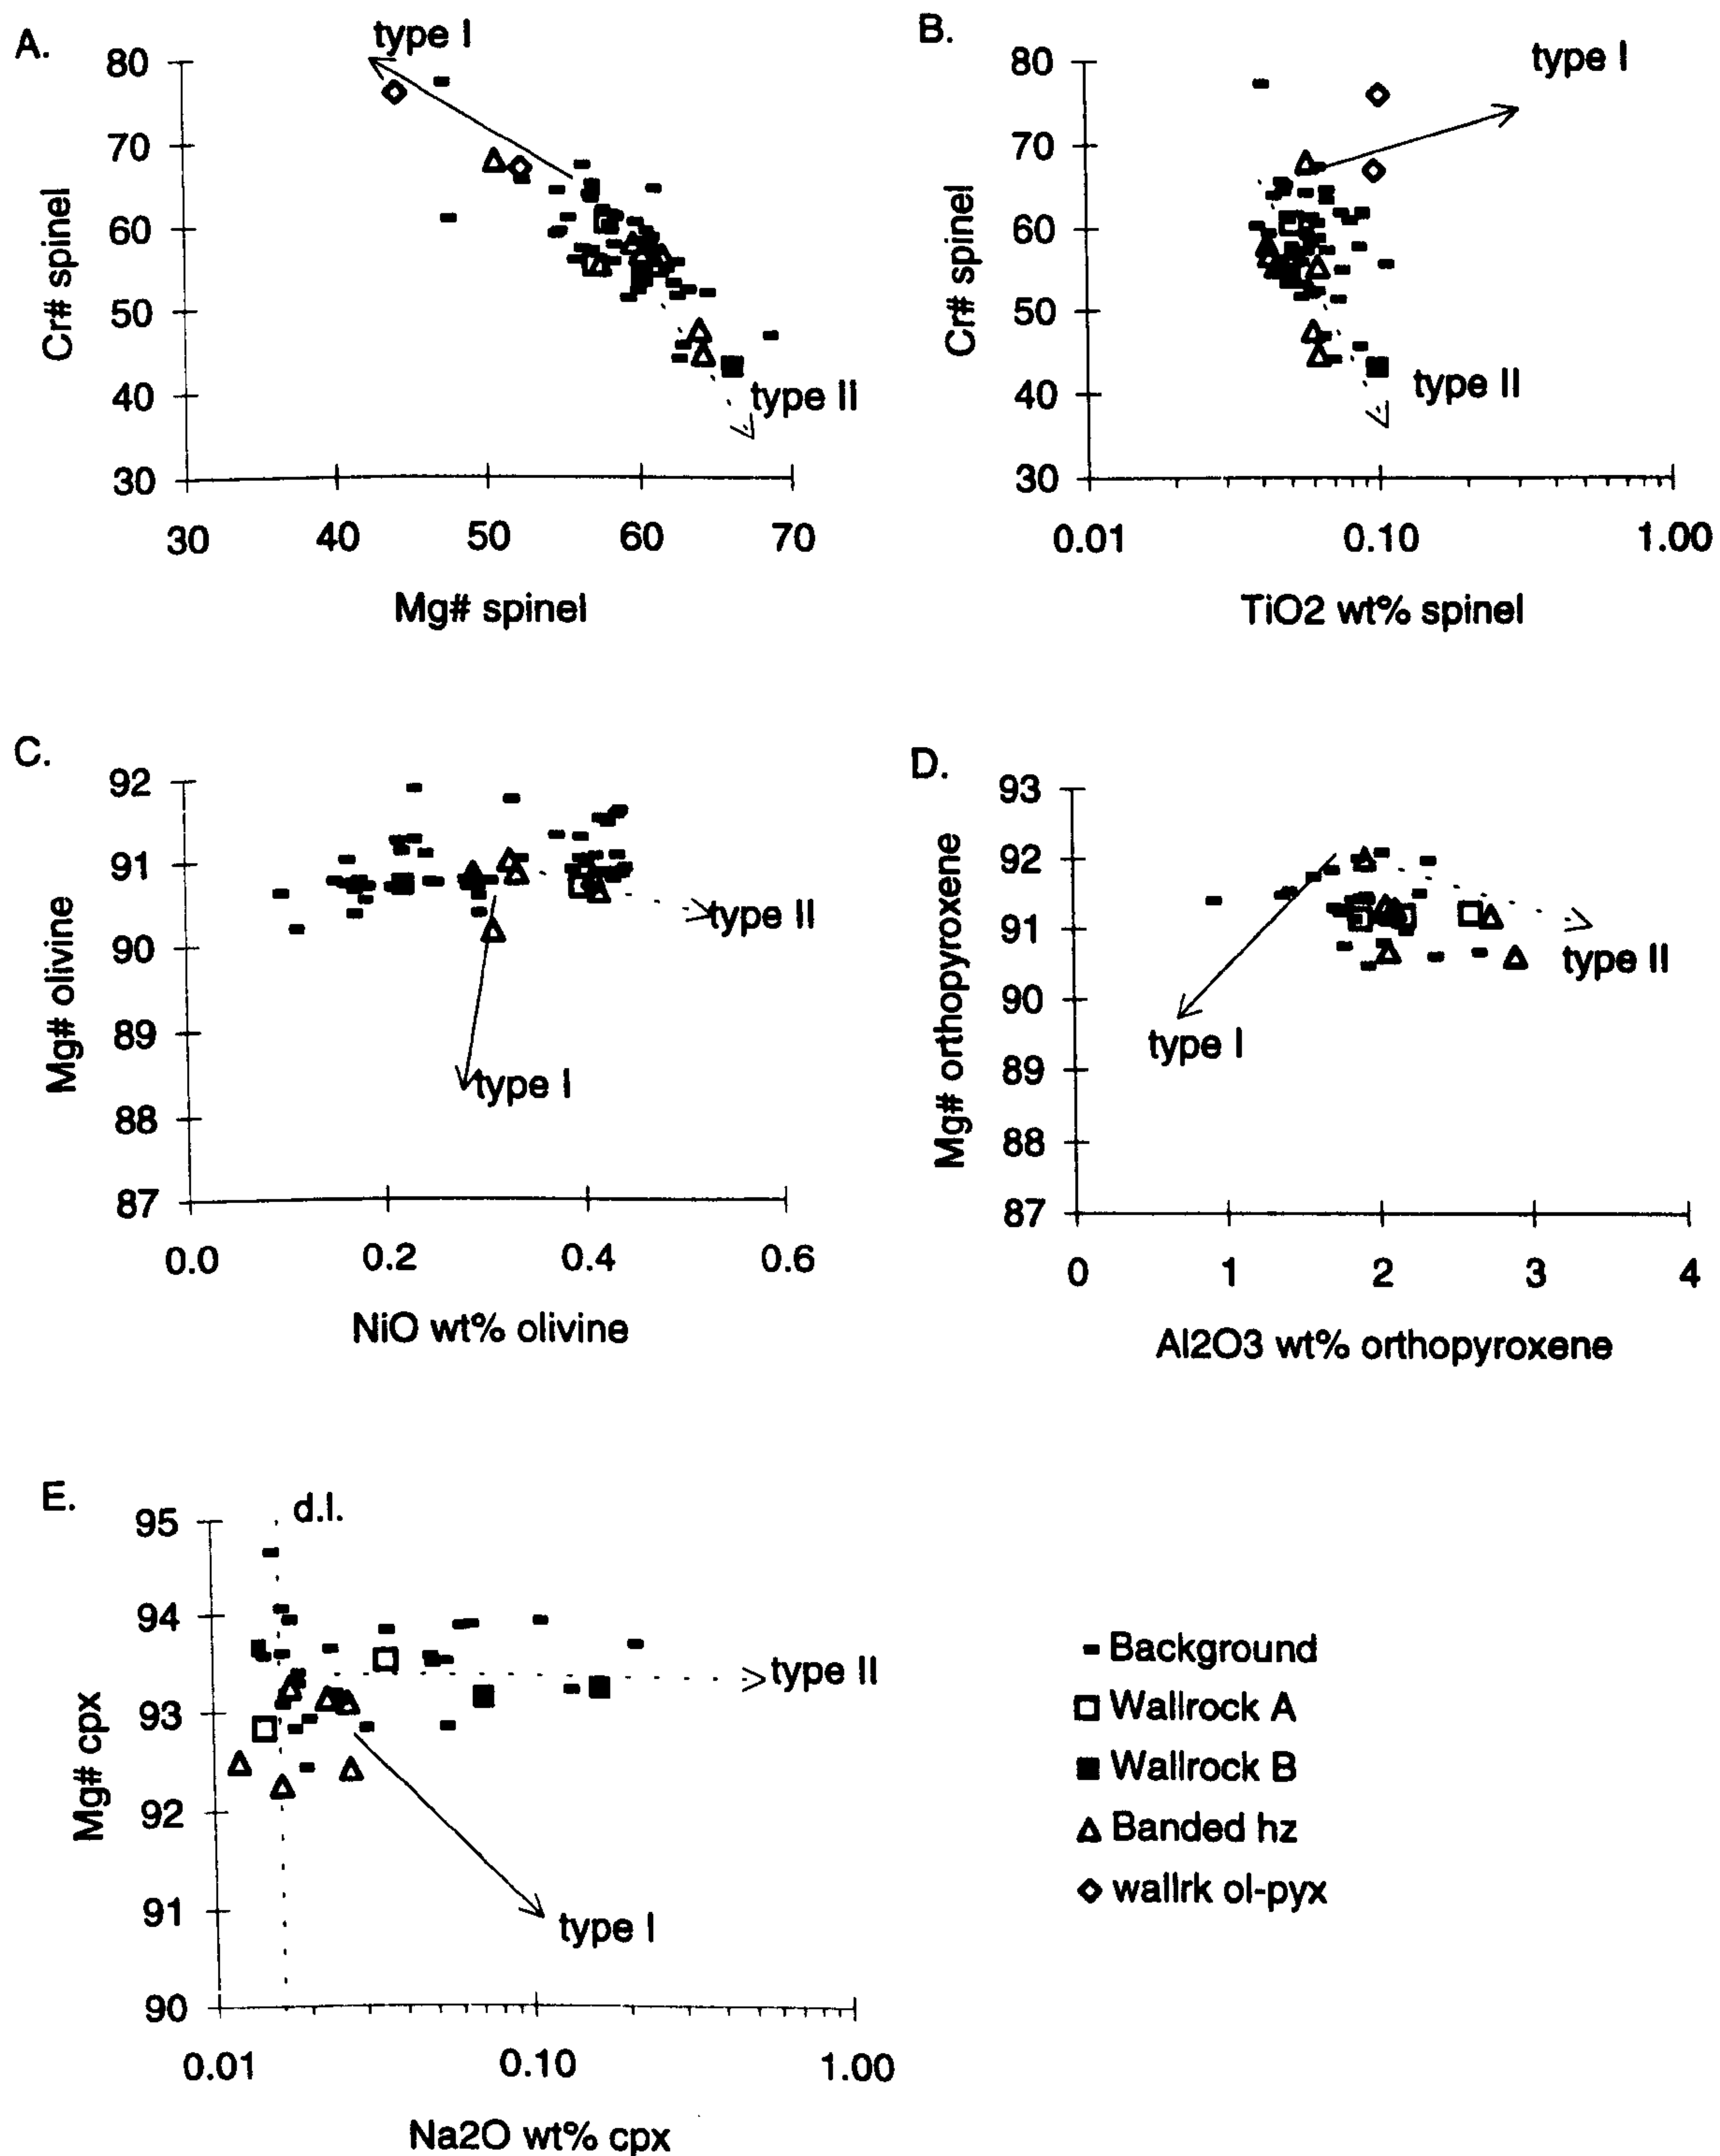 A.
type I
80
70
60
50
40
30
Cr# spinel
type II
30 40 50 60 70
Mg# spinel
B.
type I
80
70
60
50
40
30
Cr# spinel
type II
0.01 0.10 1.00
TiO2 wt% spinel
C.
92
91
90
89
88
87
Mg# olivine
type II
type I
0.0 0.2 0.4 0.6
NiO wt% olivine
D.
93
92
91
90
89
88
87
Mg# orthopyroxene
type II
type I
0 1 2 3 4
Al2O3 wt% orthopyroxene
E.
d.l.
95
94
93
92
91
90
Mg# cpx
type II
type I
0.01 0.10 1.00
Na2O wt% cpx
Background
Wallrock A
Wallrock B
Banded hz
wallrk ol-pyx